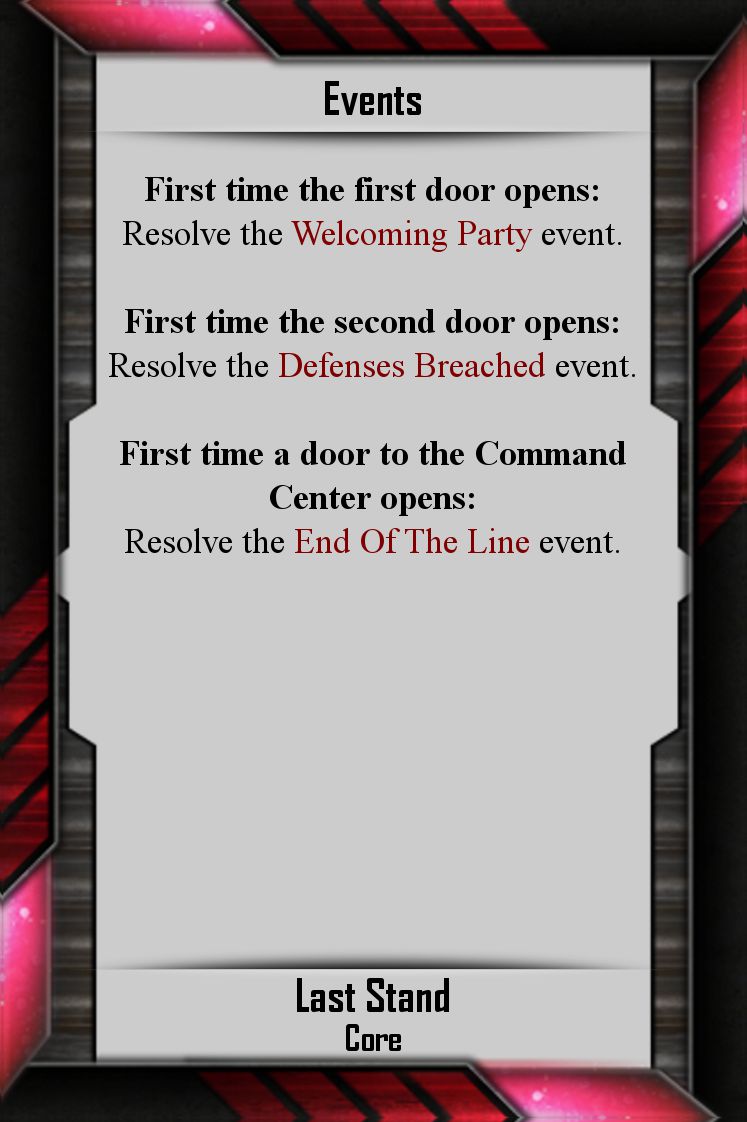 Events
First time the first door opens:
Resolve the Welcoming Party event.
First time the second door opens:
Resolve the Defenses Breached event.
First time a door to the Command
Center opens:
Resolve the End Of The Line event.
Last Stand
Core